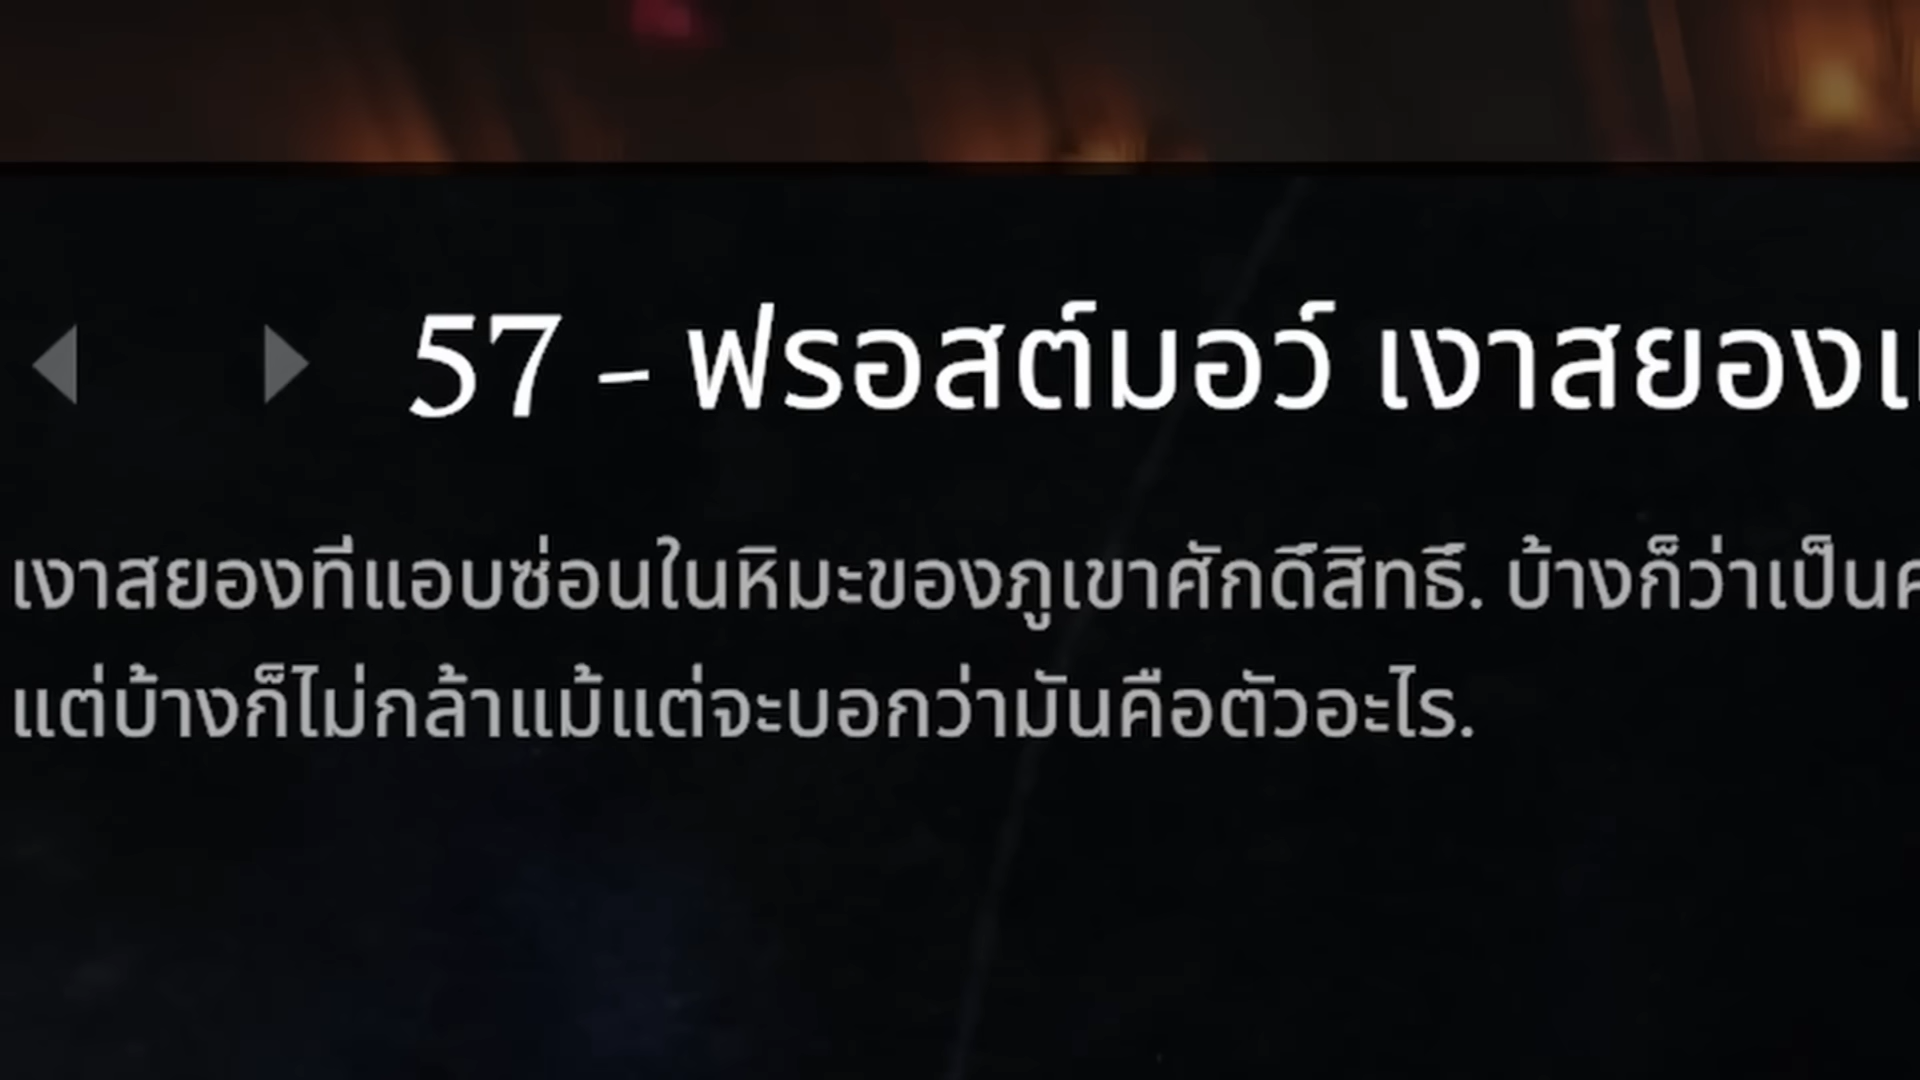 57 – ฟรอสต์มอว์ เงาสยอง
เงาสยองที่แอบซ่อนในหิมะของภูเขาศักดิ์สิทธิ์. บ้างก็ว่าเป็น
แต่บ้างก็ไม่กล้าแม้แต่จะบอกว่ามันคือตัวอะไร.